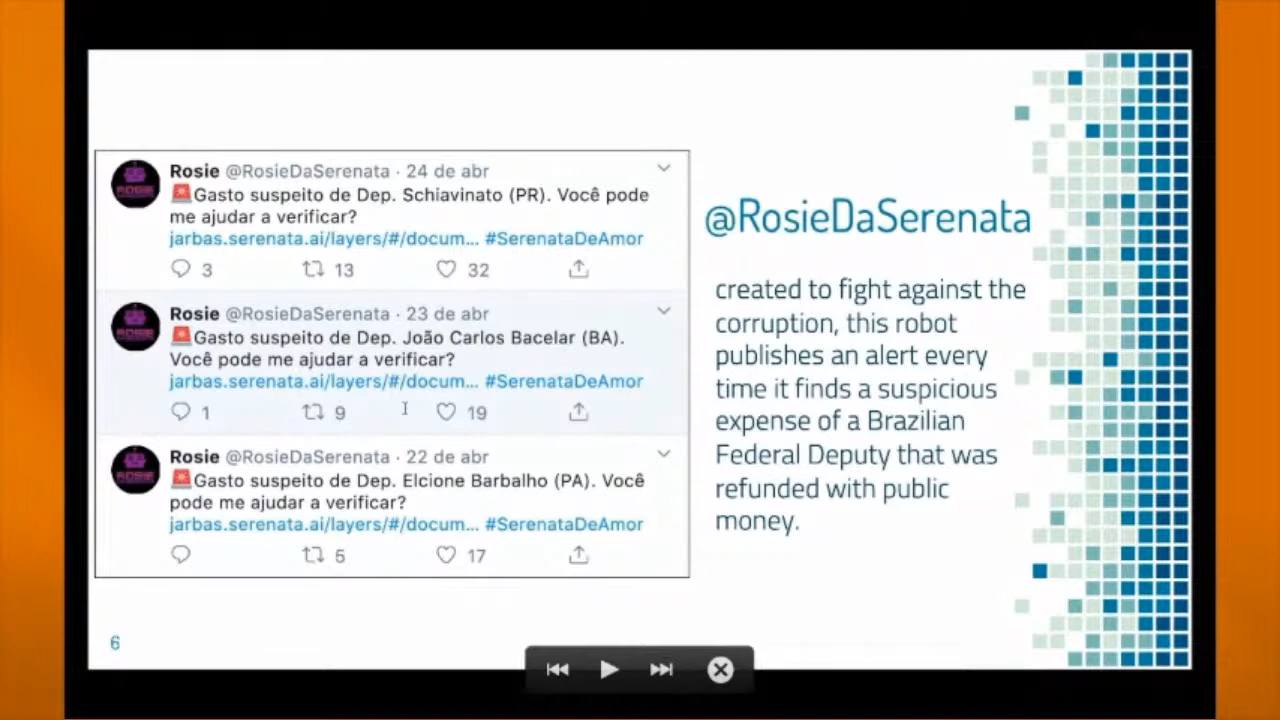 Rosie @RosieDaSerenata · 24 de abr
🚨Gasto suspeito de Dep. Schiavinato (PR). Você pode
me ajudar a verificar?
jarbas.serenata.ai/layers/#/docum... #SerenataDeAmor
3 13 32
Rosie @RosieDaSerenata · 23 de abr
🚨Gasto suspeito de Dep. João Carlos Bacelar (BA).
Você pode me ajudar a verificar?
jarbas.serenata.ai/layers/#/docum... #SerenataDeAmor
1 9 19
Rosie @RosieDaSerenata · 22 de abr
🚨Gasto suspeito de Dep. Elcione Barbalho (PA). Você
pode me ajudar a verificar?
jarbas.serenata.ai/layers/#/docum... #SerenataDeAmor
5 17
@RosieDaSerenata
created to fight against the
corruption, this robot
publishes an alert every
time it finds a suspicious
expense of a Brazilian
Federal Deputy that was
refunded with public
money.
6